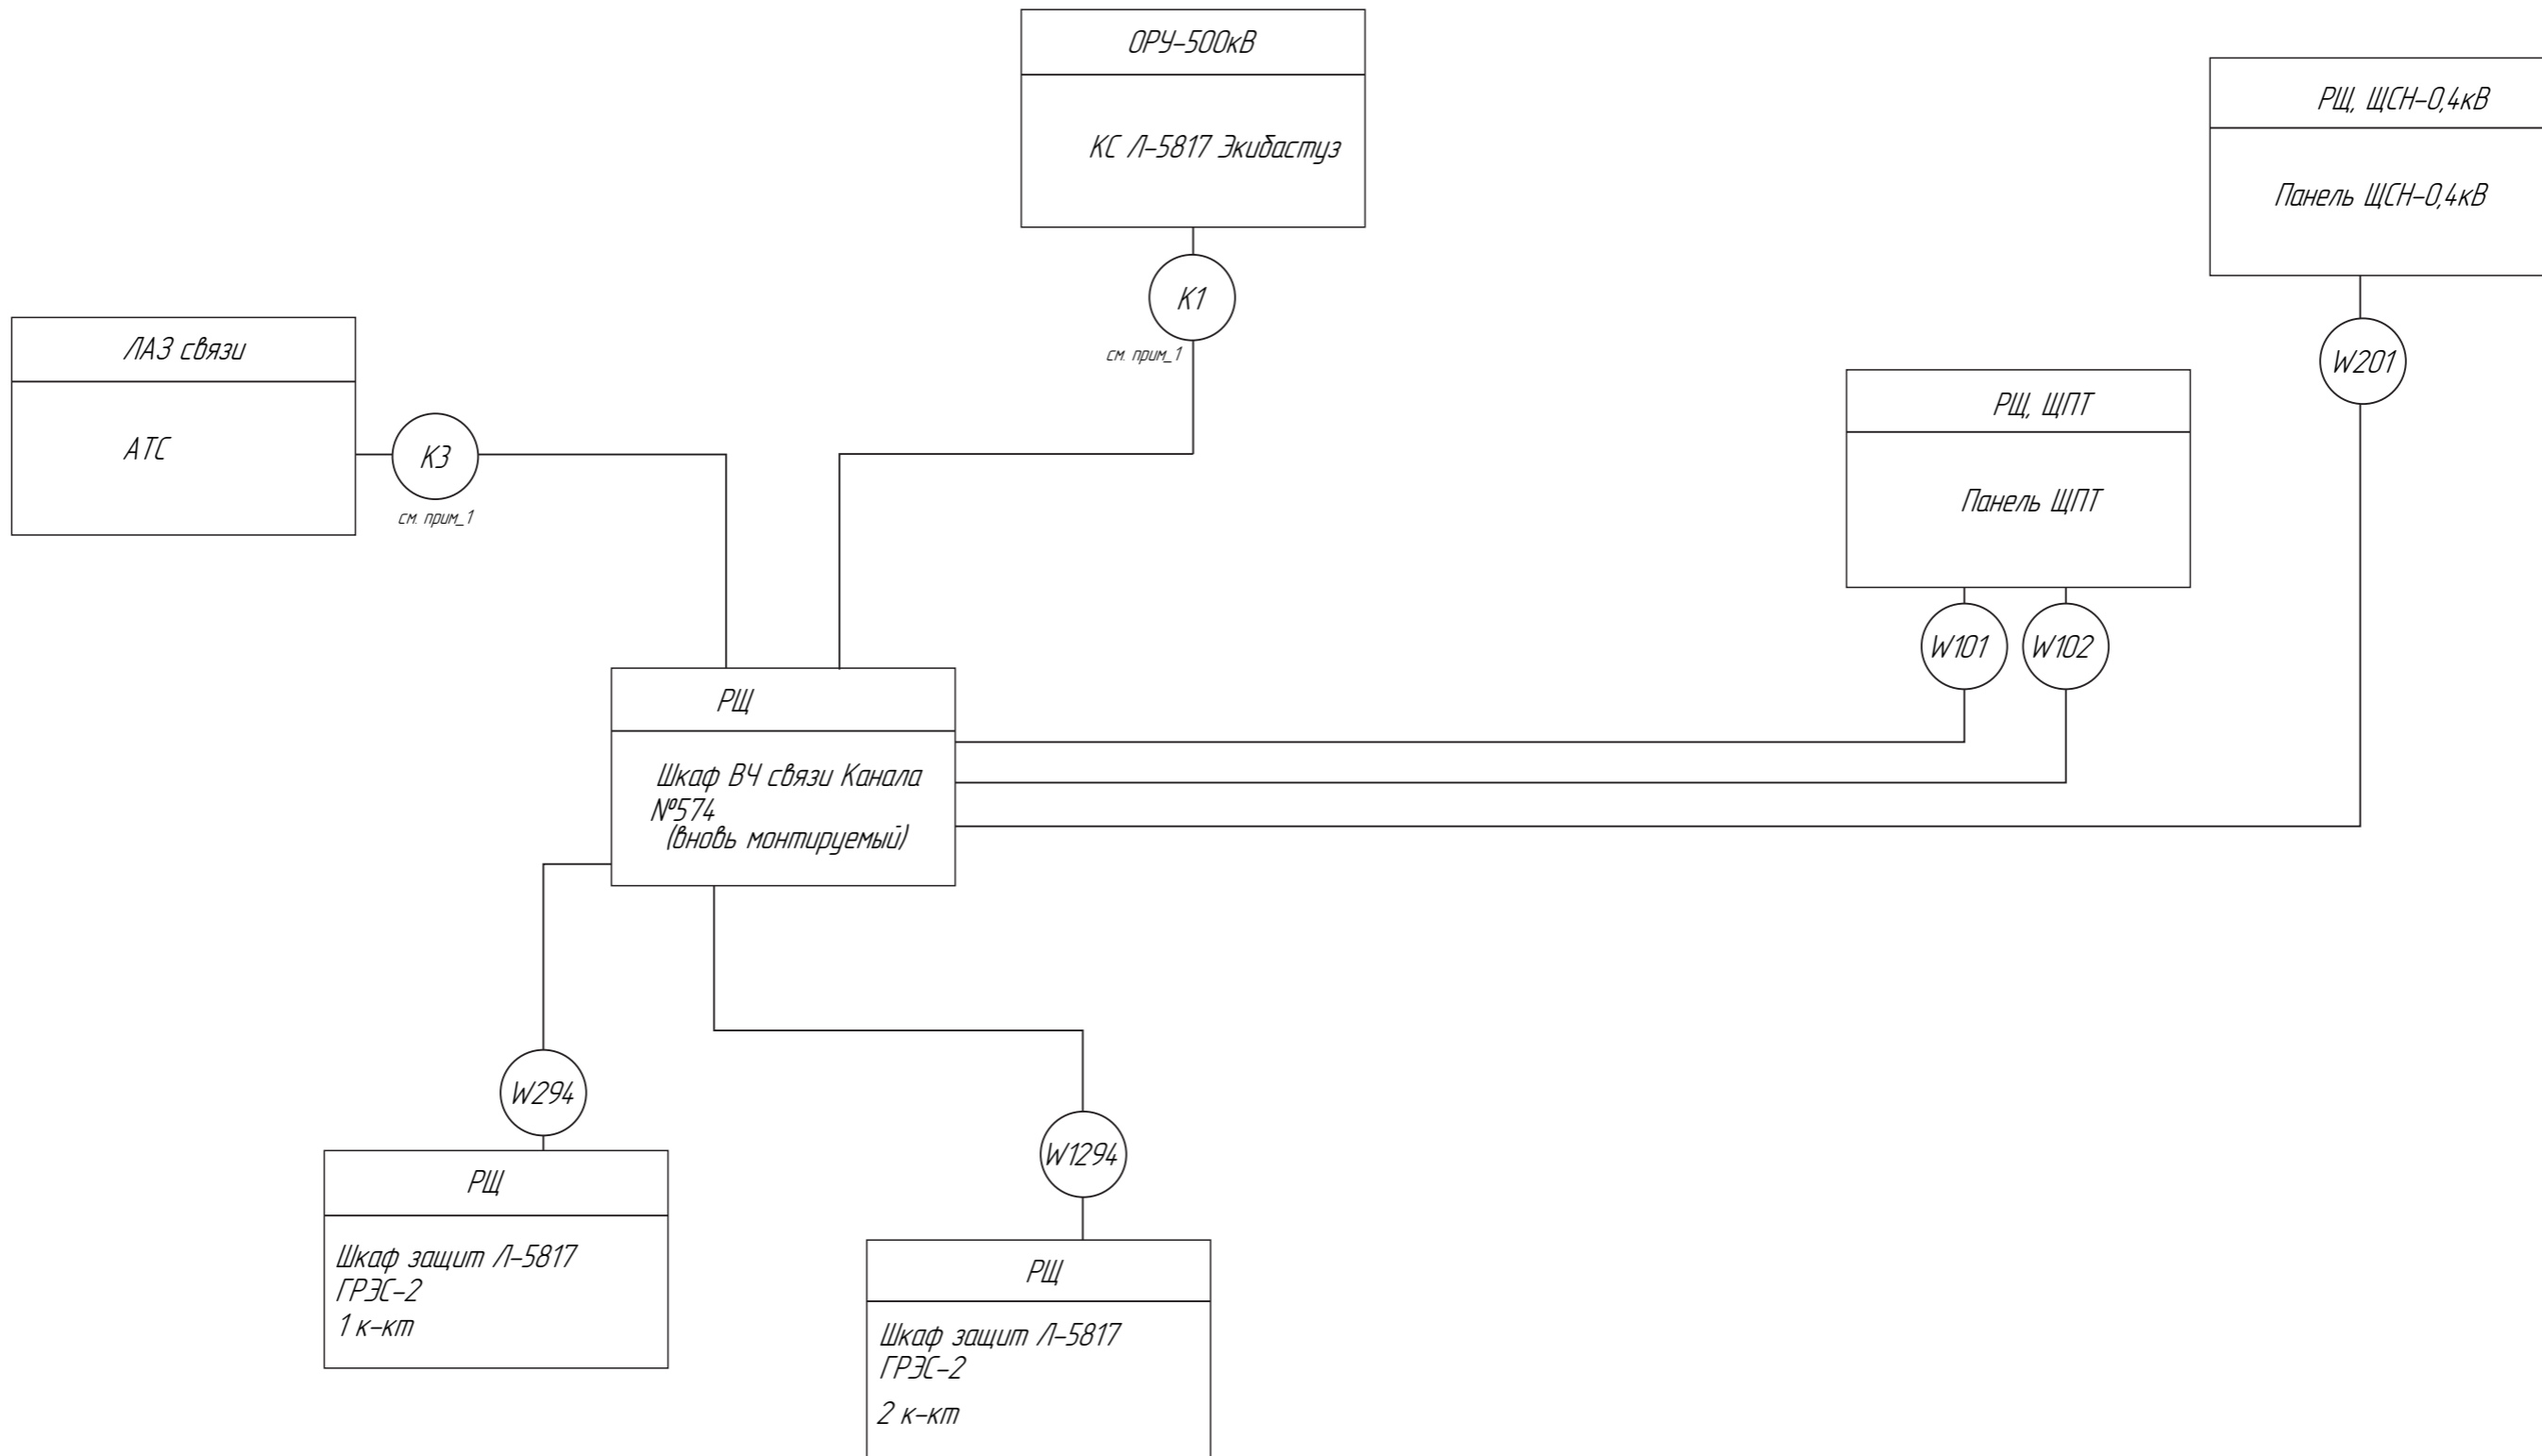 ОРУ-500кВ
КС Л-5817 Экибастуз
К1
см. прим_1
РЩ, ЩСН-0,4кВ
Панель ЩСН-0,4кВ
W201
ЛАЗ связи
АТС
К3
см. прим_1
РЩ, ЩПТ
Панель ЩПТ
W101
W102
РЩ
Шкаф ВЧ связи Канала
№574
(вновь монтируемый)
W294
РЩ
Шкаф защит Л-5817
ГРЭС-2
1 к-кт
W1294
РЩ
Шкаф защит Л-5817
ГРЭС-2
2 к-кт